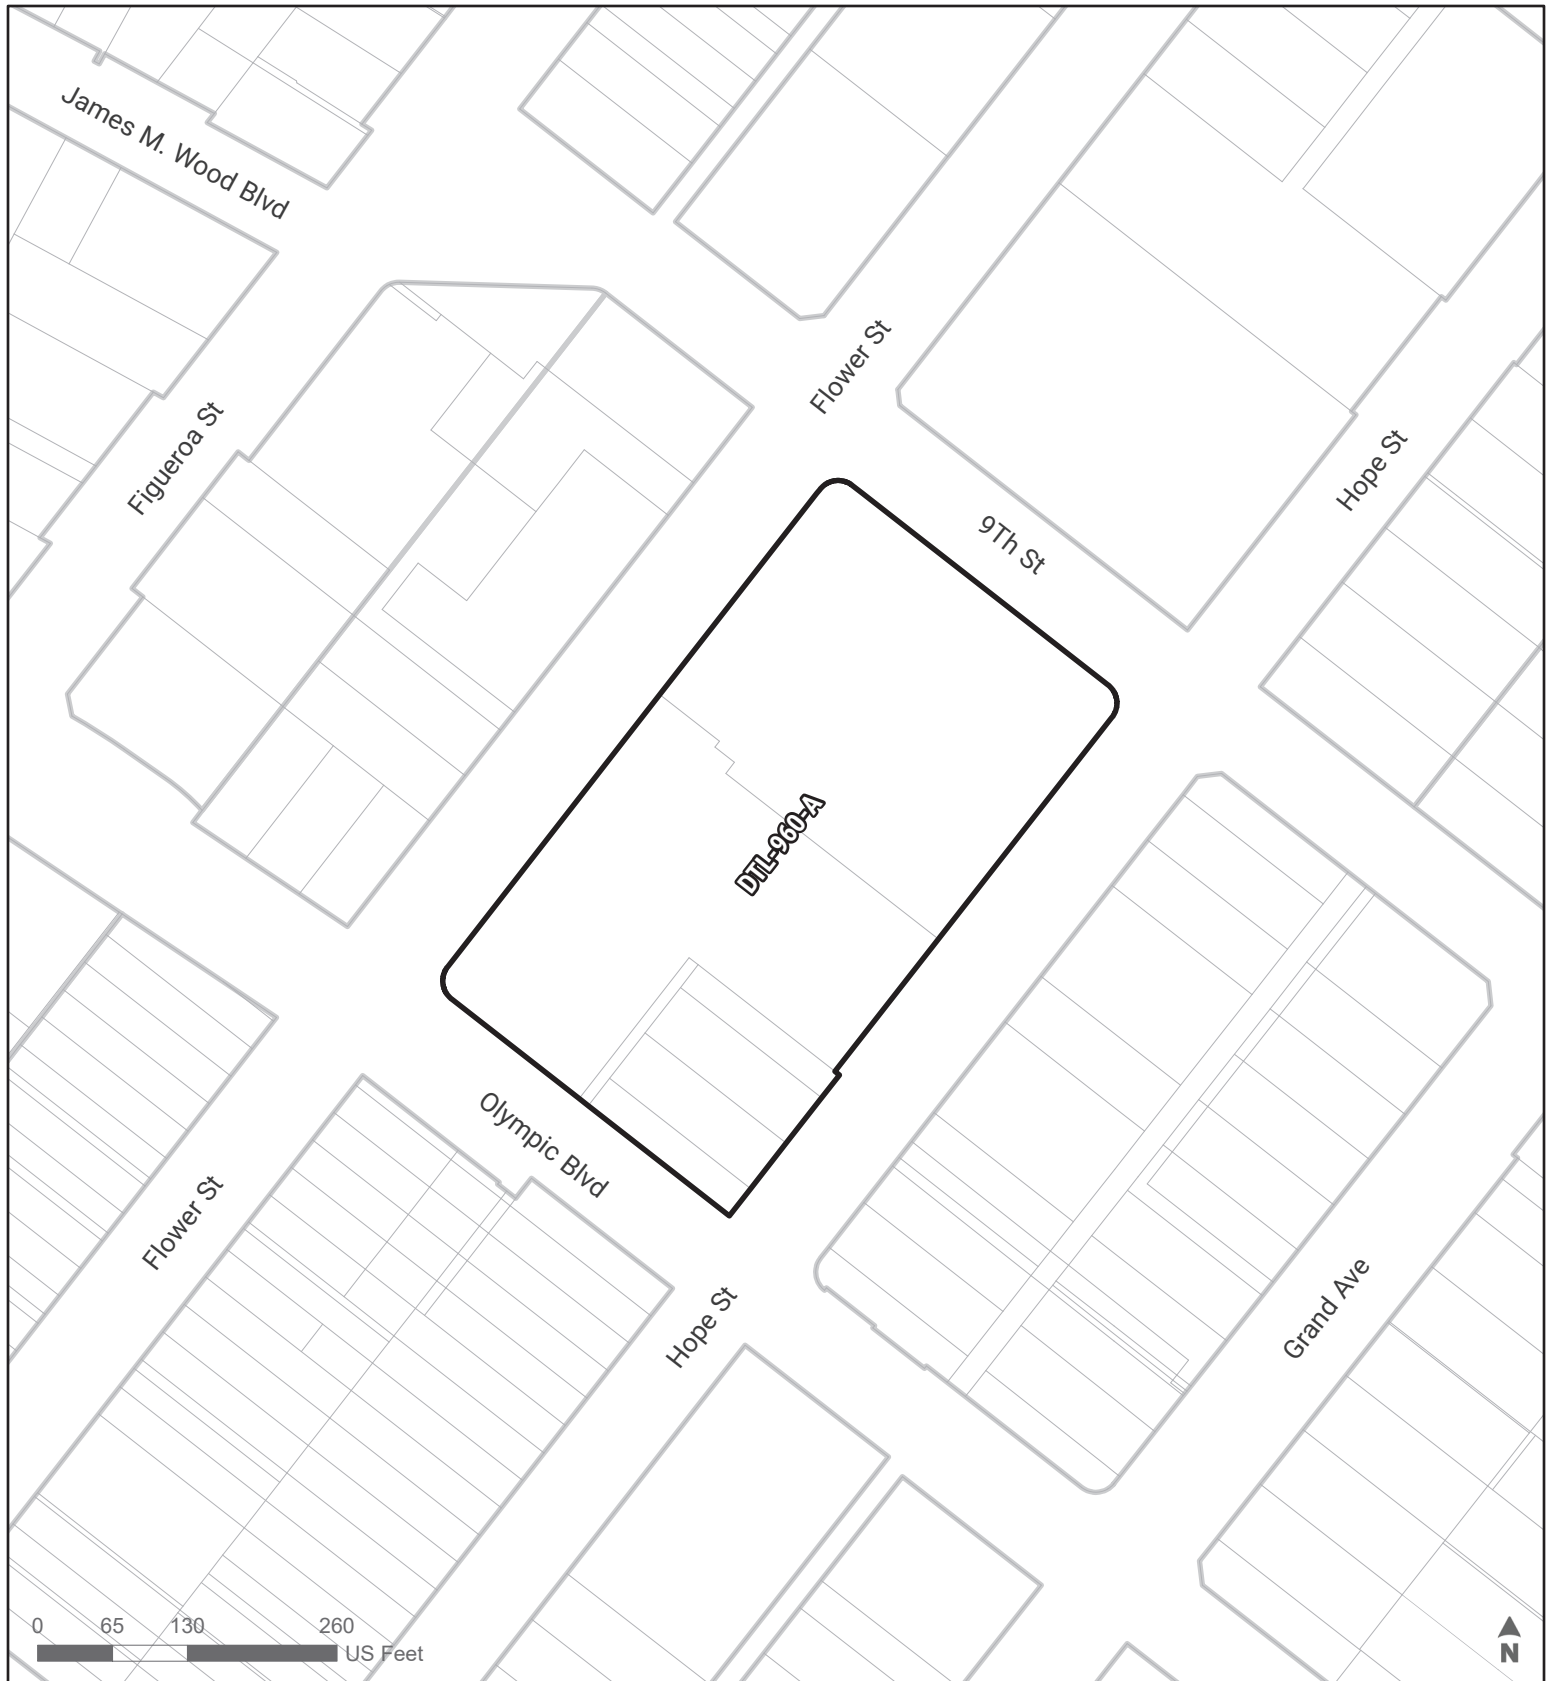 James M. Wood Blvd
Flower St
Figueroa St
Hope St
9Th St
DTL-960-A
Olympic Blvd
Flower St
Hope St
Grand Ave
0 65 130 260
US Feet
N